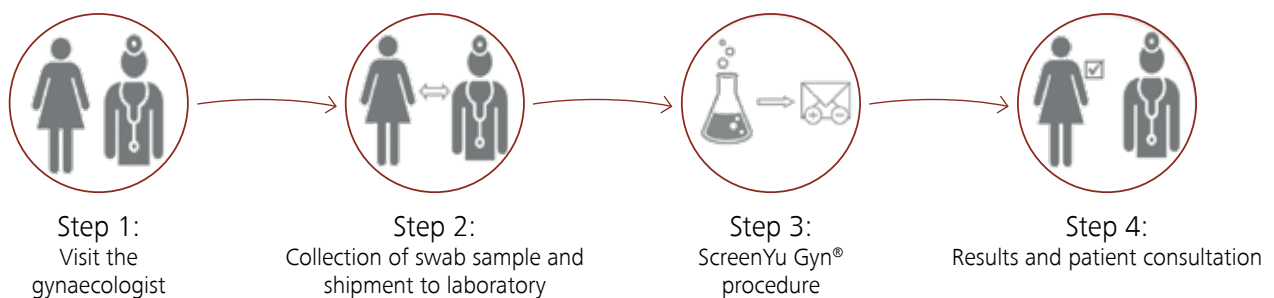 Step 1:
Visit the
gynaecologist
Step 2:
Collection of swab sample and
shipment to laboratory
Step 3:
ScreenYu Gyn®
procedure
Step 4:
Results and patient consultation